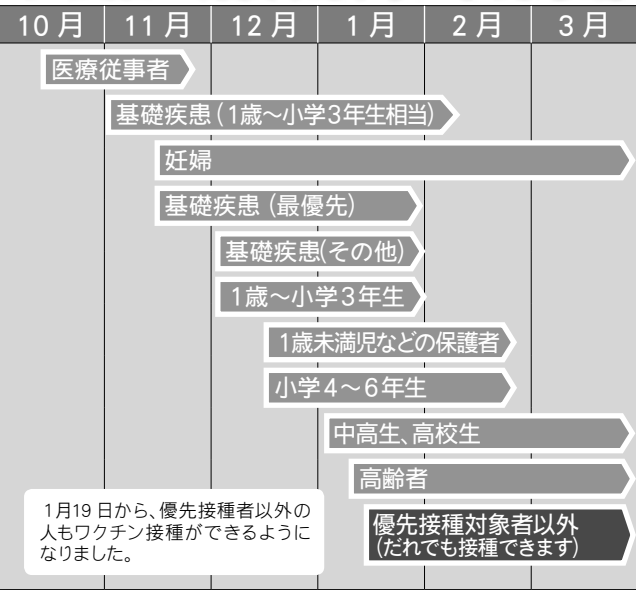 10月 11月 12月 1月 2月 3月
医療従事者
基礎疾患(1歳〜小学3年生相当)
妊婦
基礎疾患(最優先)
基礎疾患(その他)
1歳〜小学3年生
1歳未満児などの保護者
小学4〜6年生
中高生、高校生
高齢者
優先接種対象者以外
(だれでも接種できます)
1月19日から、優先接種者以外の
人もワクチン接種ができるように
なりました。